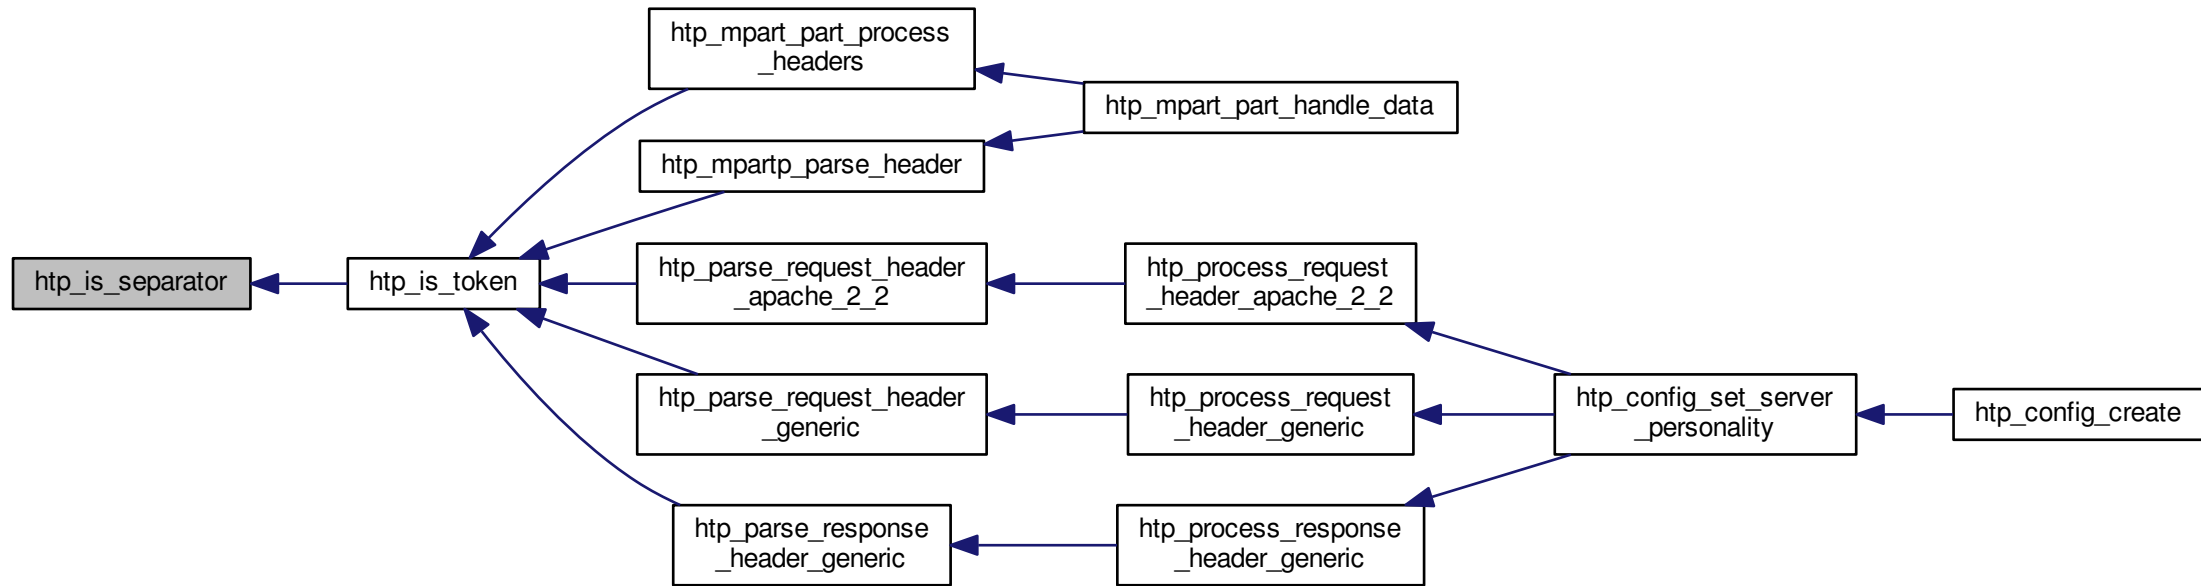 htp_mpart_part_process
_headers
htp_mpart_part_handle_data
htp_mpartp_parse_header
htp_is_separator
htp_is_token
htp_parse_request_header
_apache_2_2
htp_process_request
_header_apache_2_2
htp_parse_request_header
_generic
htp_process_request
_header_generic
htp_config_set_server
_personality
htp_config_create
htp_parse_response
_header_generic
htp_process_response
_header_generic